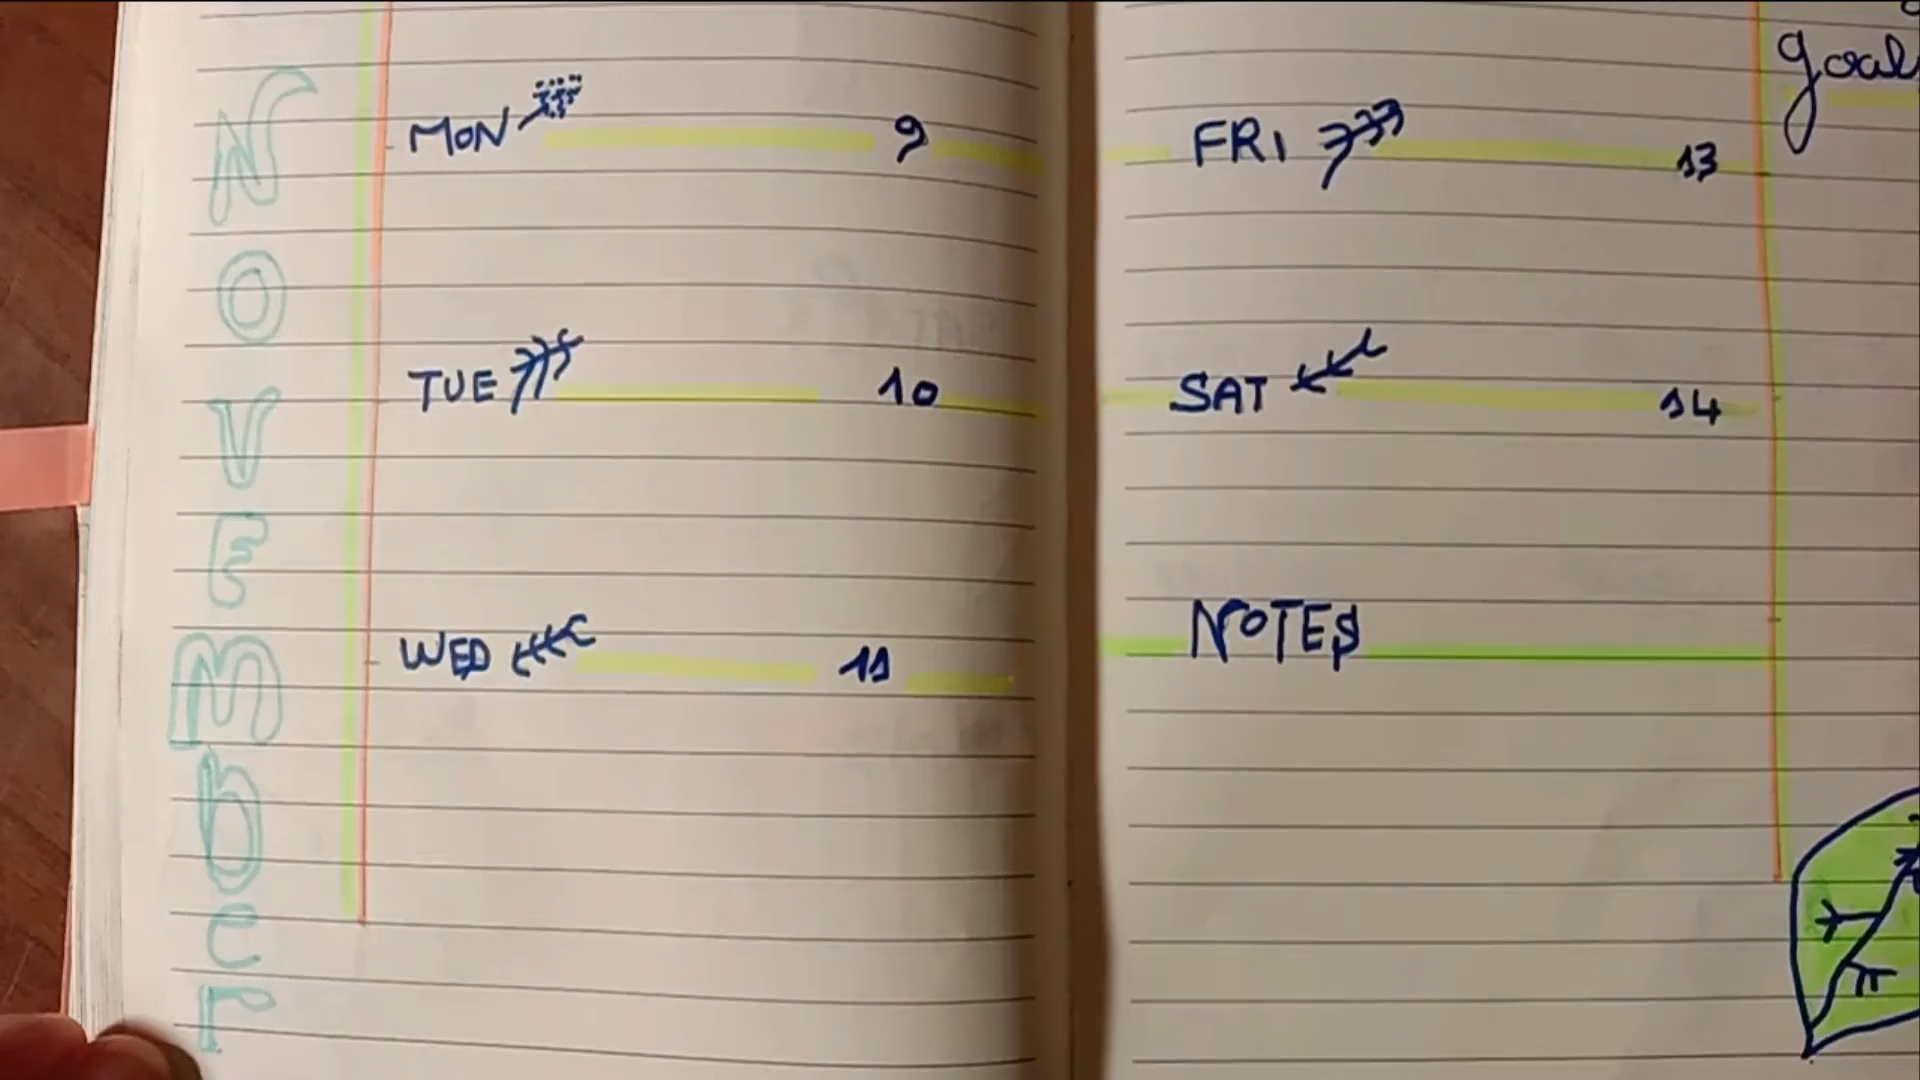 NOVEMBER
MON 9
TUE 10
WED 11
FRI 13
SAT 14
NOTES
goal